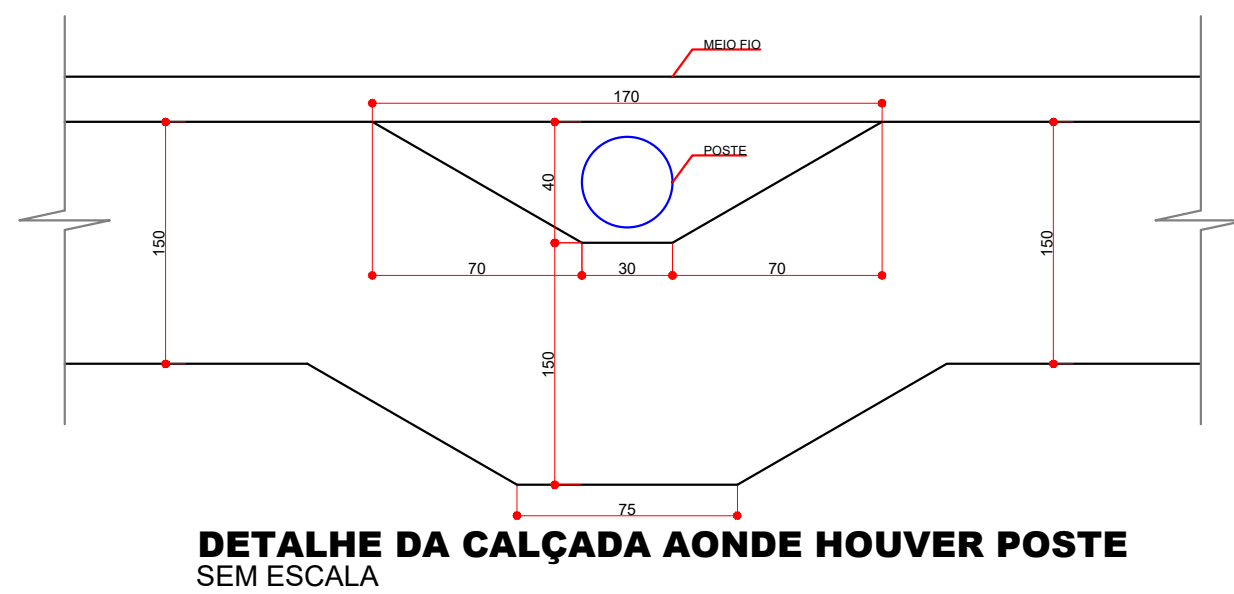 MEIO FIO
170
POSTE
40
150
150
70
30
70
150
75
DETALHE DA CALÇADA AONDE HOUVER POSTE
SEM ESCALA